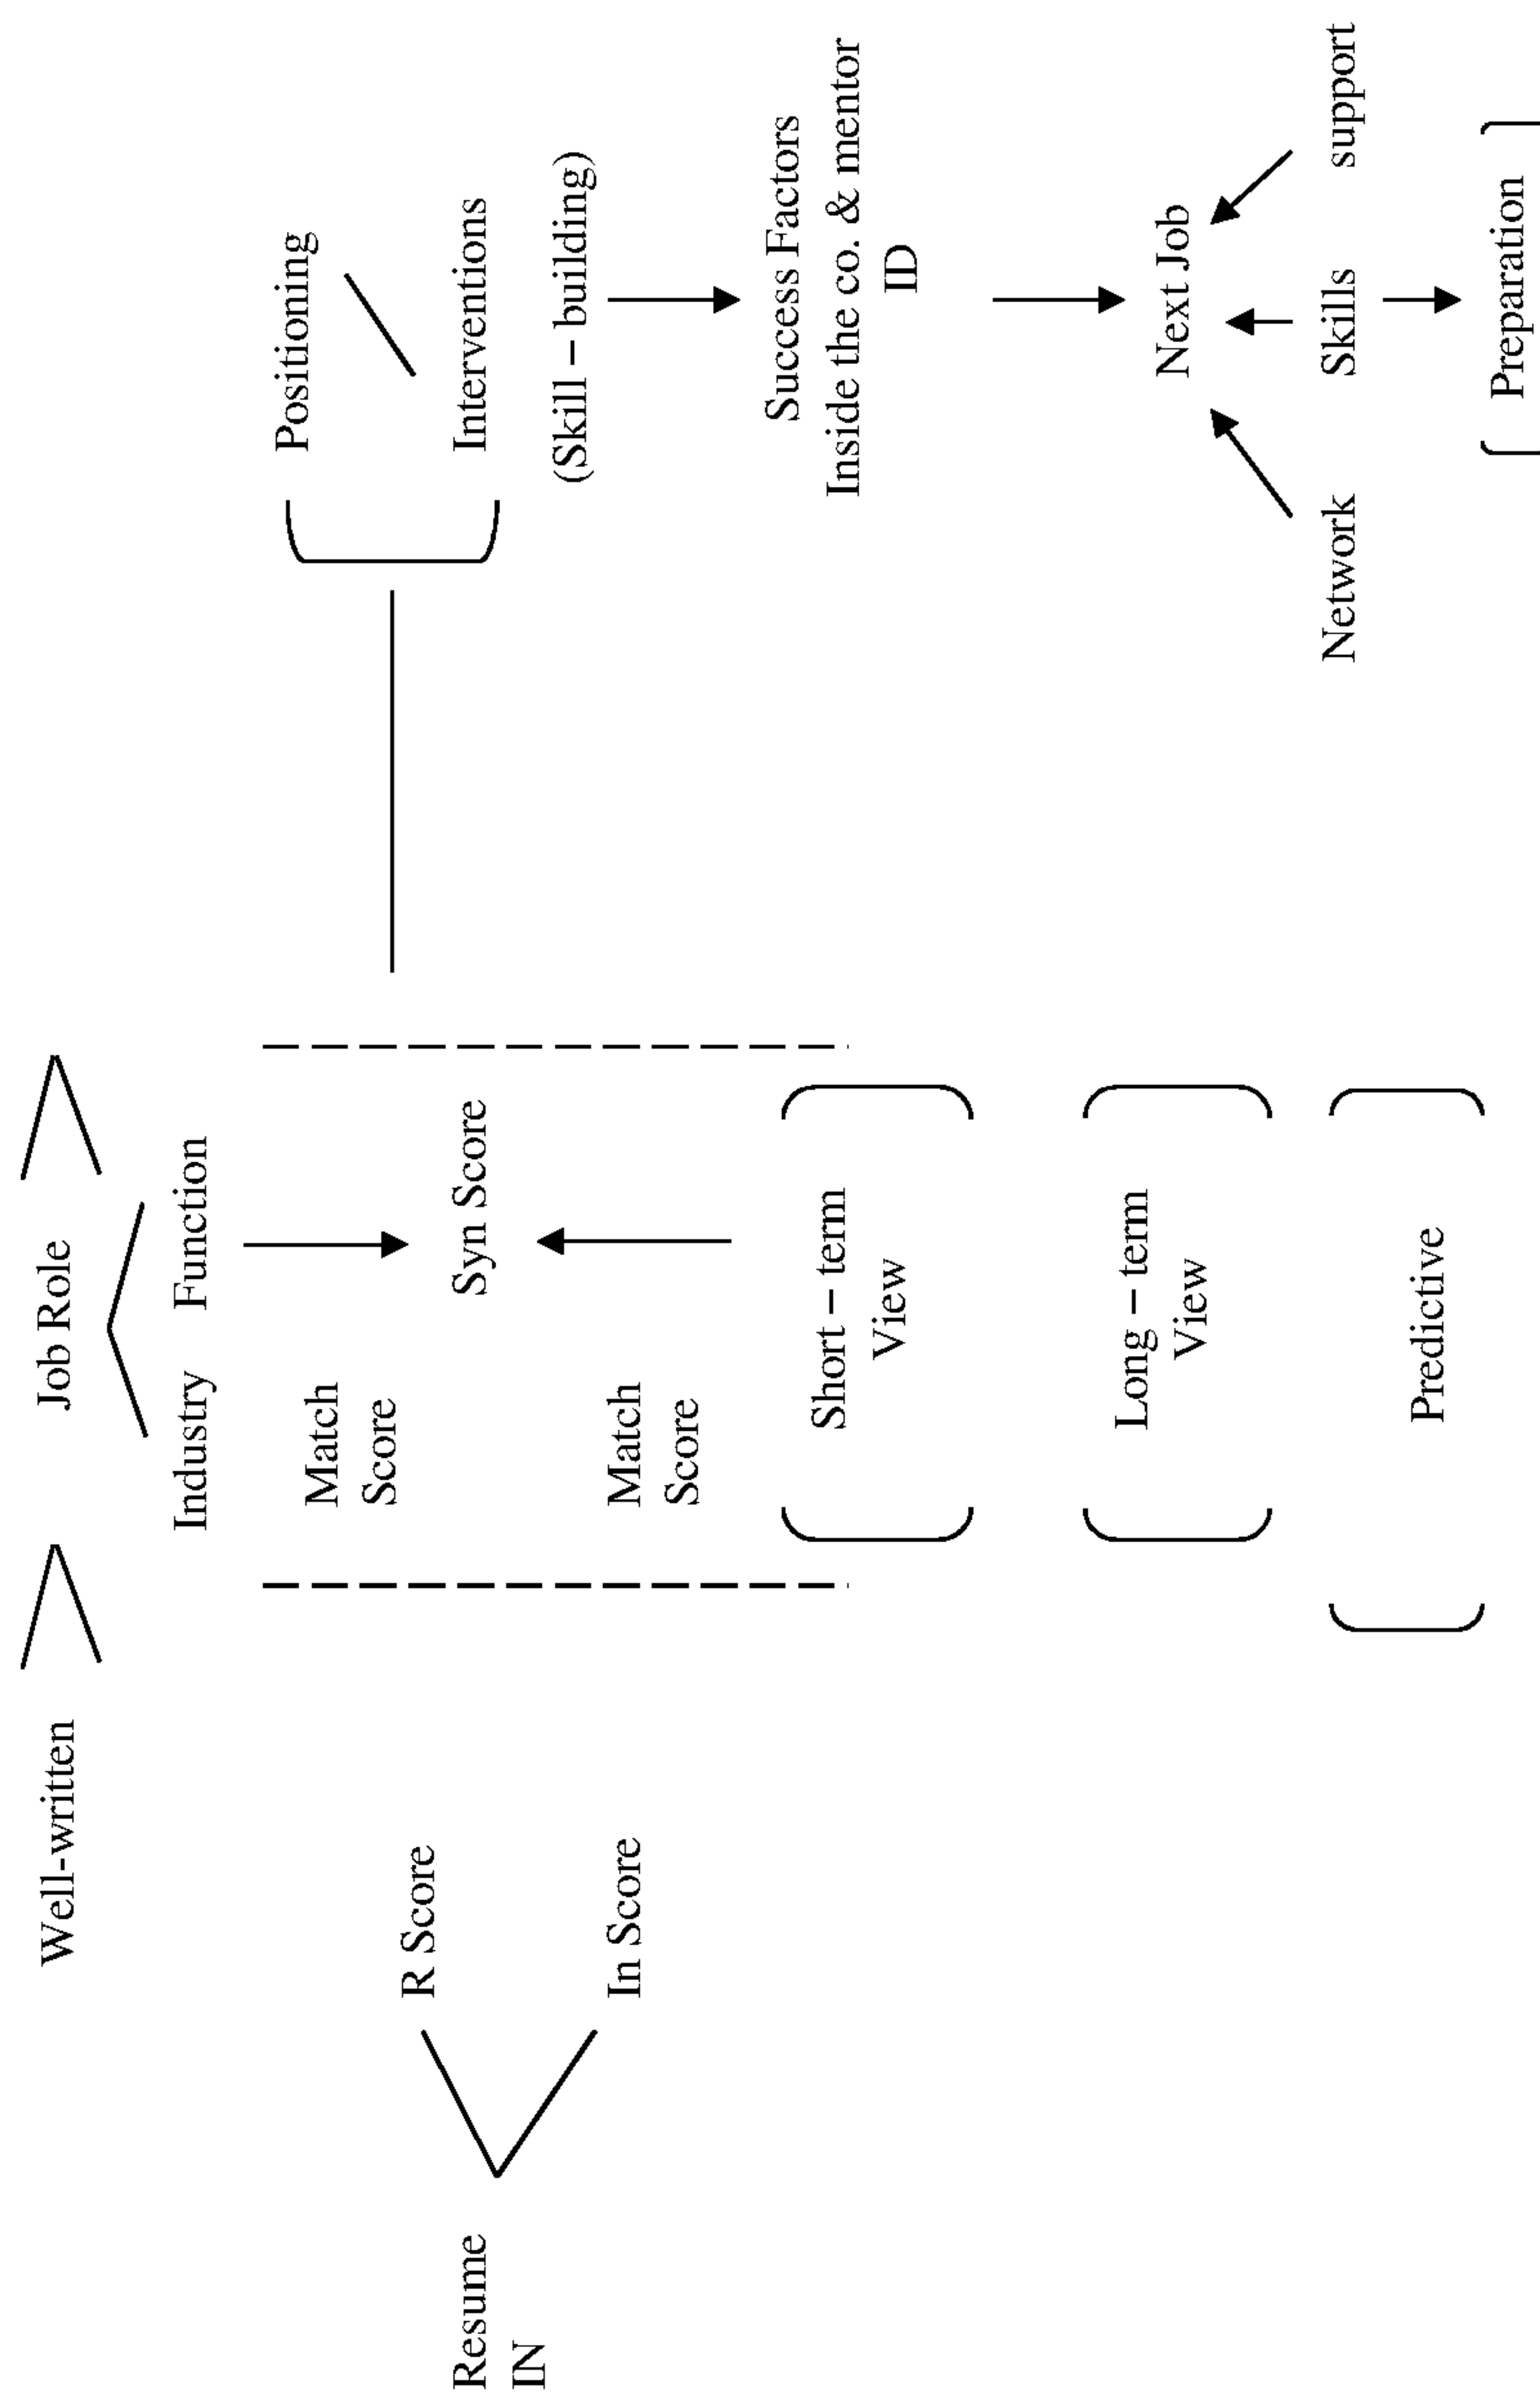 Well-written
Job Role
Industry Function
Resume
IN
R Score
In Score
Match
Score
Syn Score
Match
Score
Short – term
View
Long – term
View
Predictive
Positioning
Interventions
(Skill – building)
Success Factors
Inside the co. & mentor
ID
Next Job
Network Skills support
Preparation